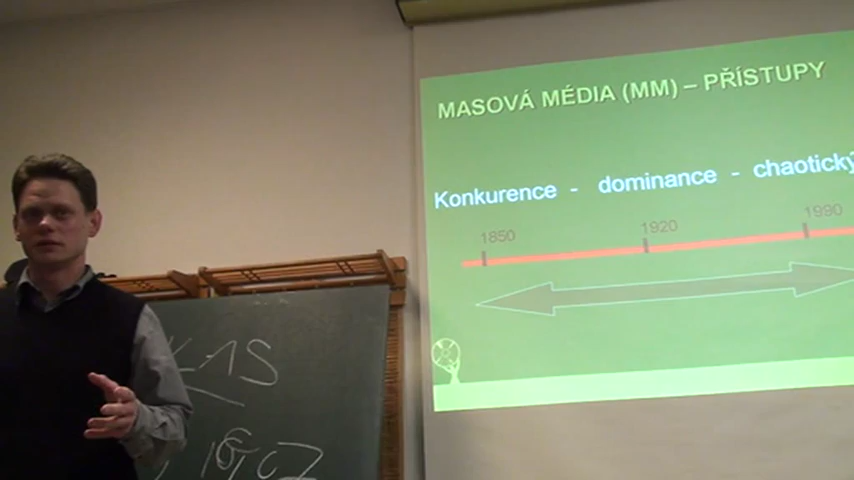 MASOVÁ MÉDIA (MM) – PŘÍSTUPY
Konkurence - dominance - chaotický
1850 1920 1990